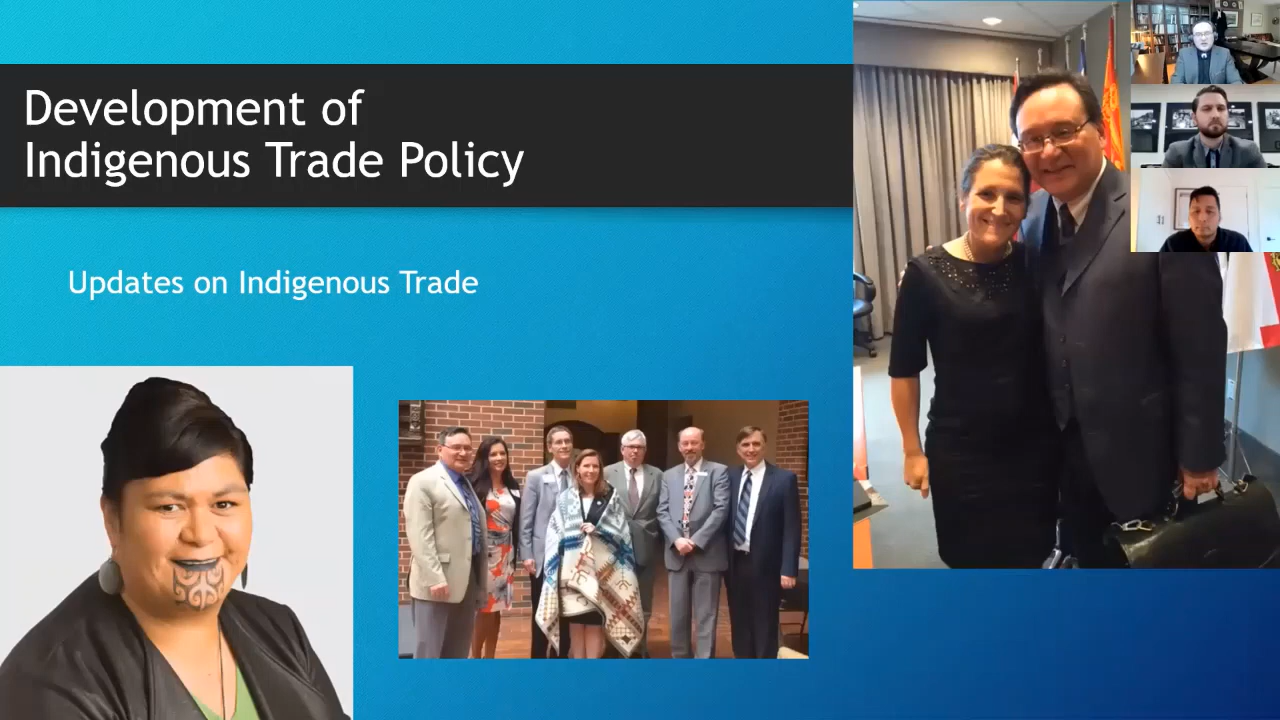 Development of
Indigenous Trade Policy
Updates on Indigenous Trade